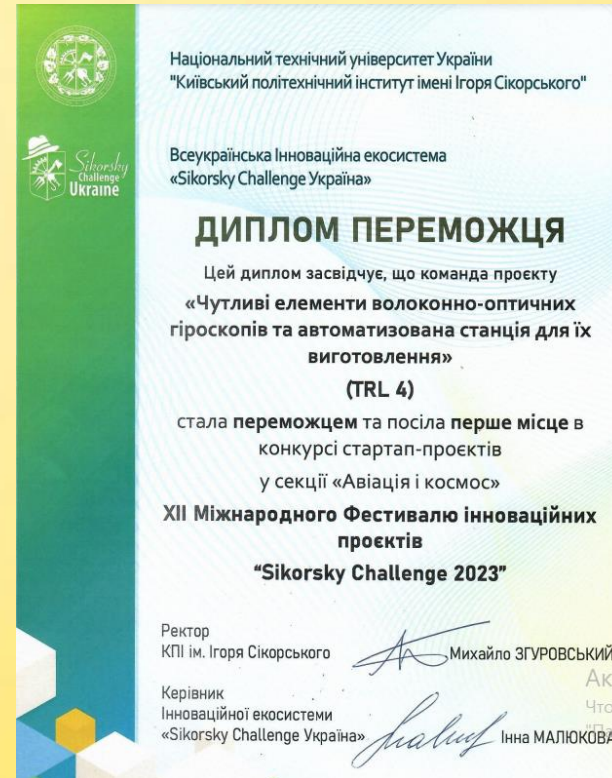 Національний технічний університет України
"Київський політехнічний інститут імені Ігоря Сікорського"
Sikorsky
Challenge
Ukraine
Всеукраїнська Інноваційна екосистема
«Sikorsky Challenge Україна»
ДИПЛОМ ПЕРЕМОЖЦЯ
Цей диплом засвідчує, що команда проєкту
«Чутливі елементи волоконно-оптичних
гіроскопів та автоматизована станція для їх
виготовлення»
(TRL 4)
стала переможцем та посіла перше місце в
конкурсі стартап-проєктів
у секції «Авіація і космос»
XII Міжнародного Фестивалю інноваційних
проєктів
“Sikorsky Challenge 2023”
Ректор
КПІ ім. Ігоря Сікорського
Михайло ЗГУРОВСЬКИЙ
Керівник
Інноваційної екосистеми
«Sikorsky Challenge Україна»
Інна МАЛЮКОВА